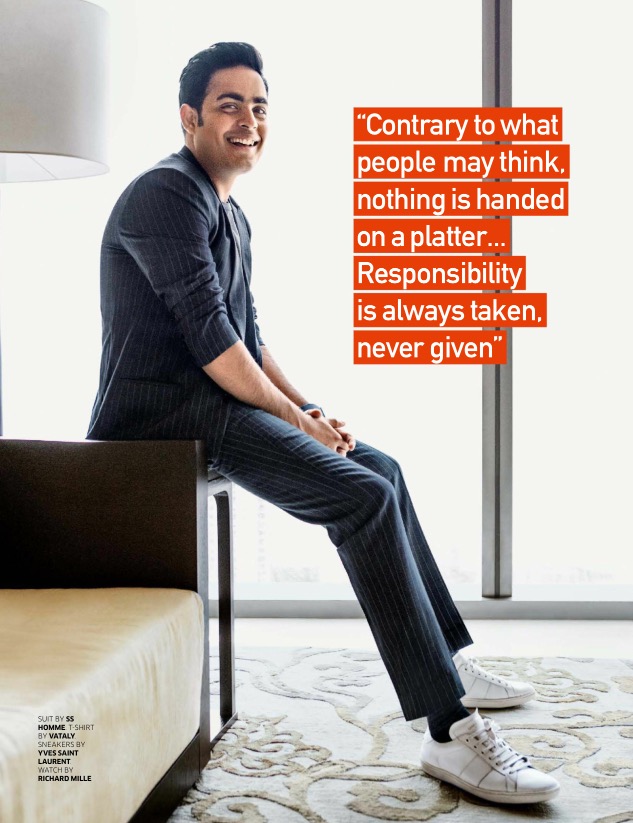 “Contrary to what
people may think,
nothing is handed
on a platter...
Responsibility
is always taken,
never given”
SUIT BY SS
HOMME T-SHIRT
BY VATALY
SNEAKERS BY
YVES SAINT
LAURENT
WATCH BY
RICHARD MILLE